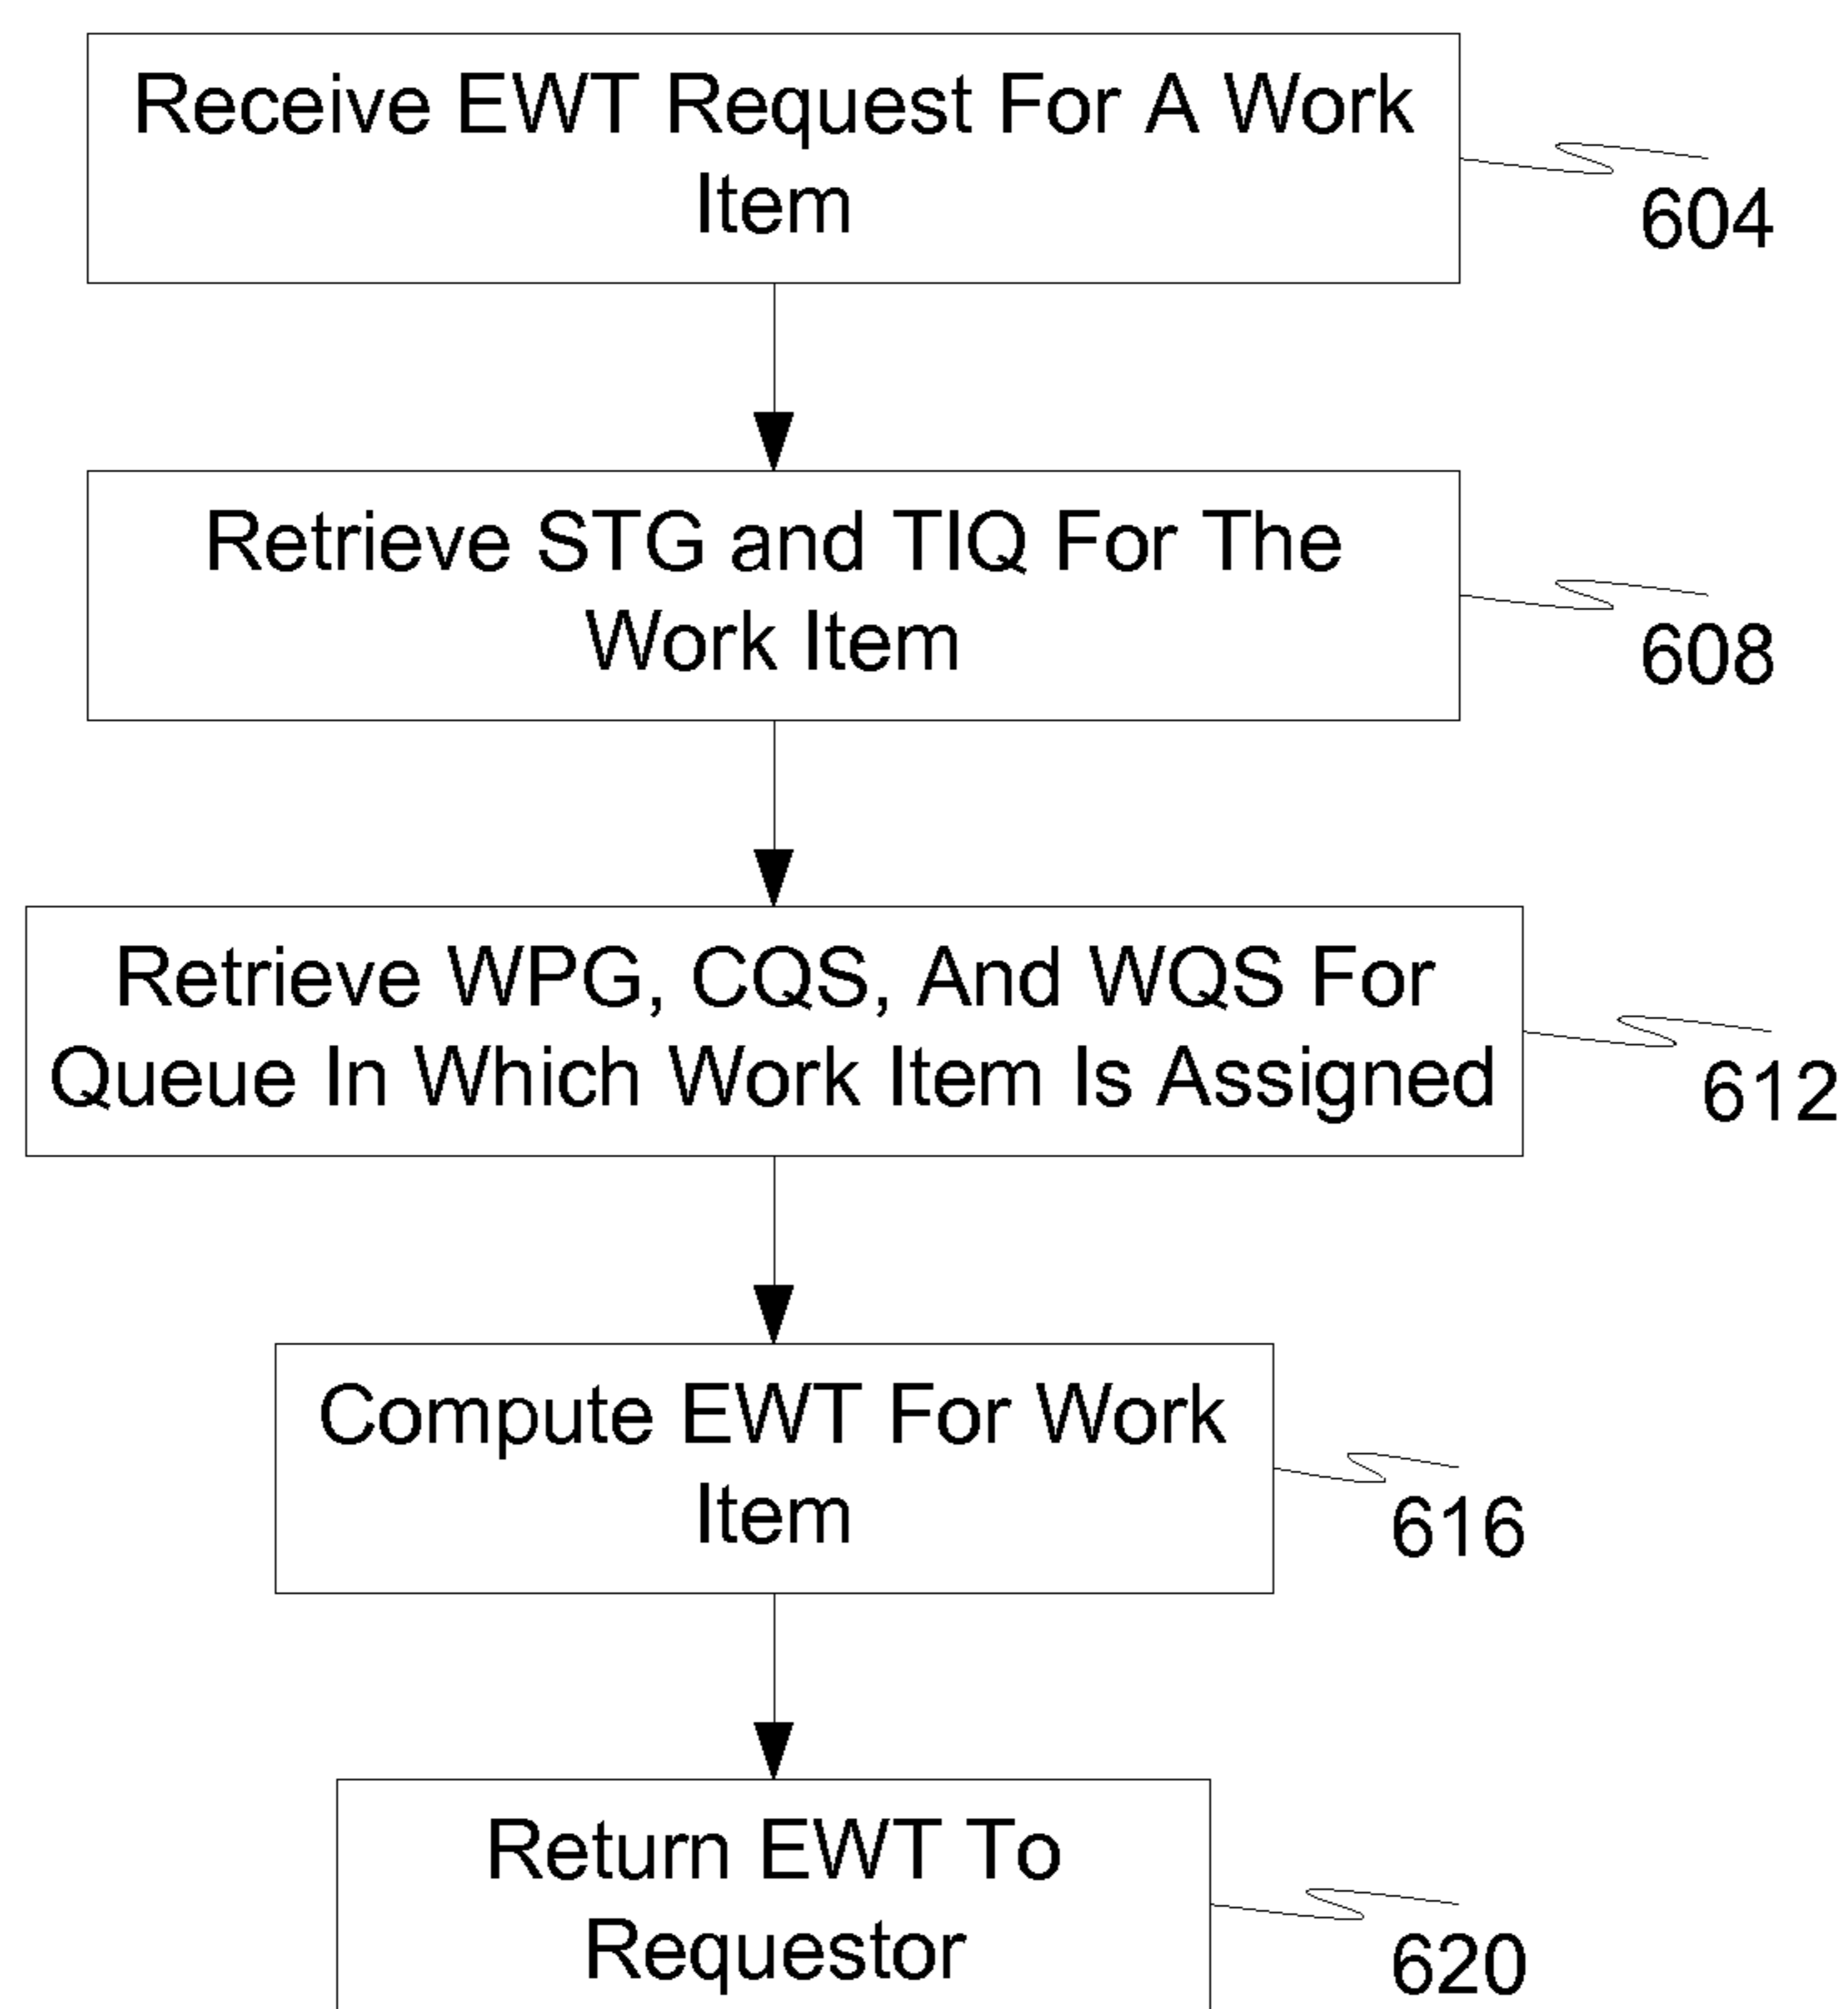 Receive EWT Request For A Work
Item
604
Retrieve STG and TIQ For The
Work Item
608
Retrieve WPG, CQS, And WQS For
Queue In Which Work Item Is Assigned
612
Compute EWT For Work
Item
616
Return EWT To
Requestor
620